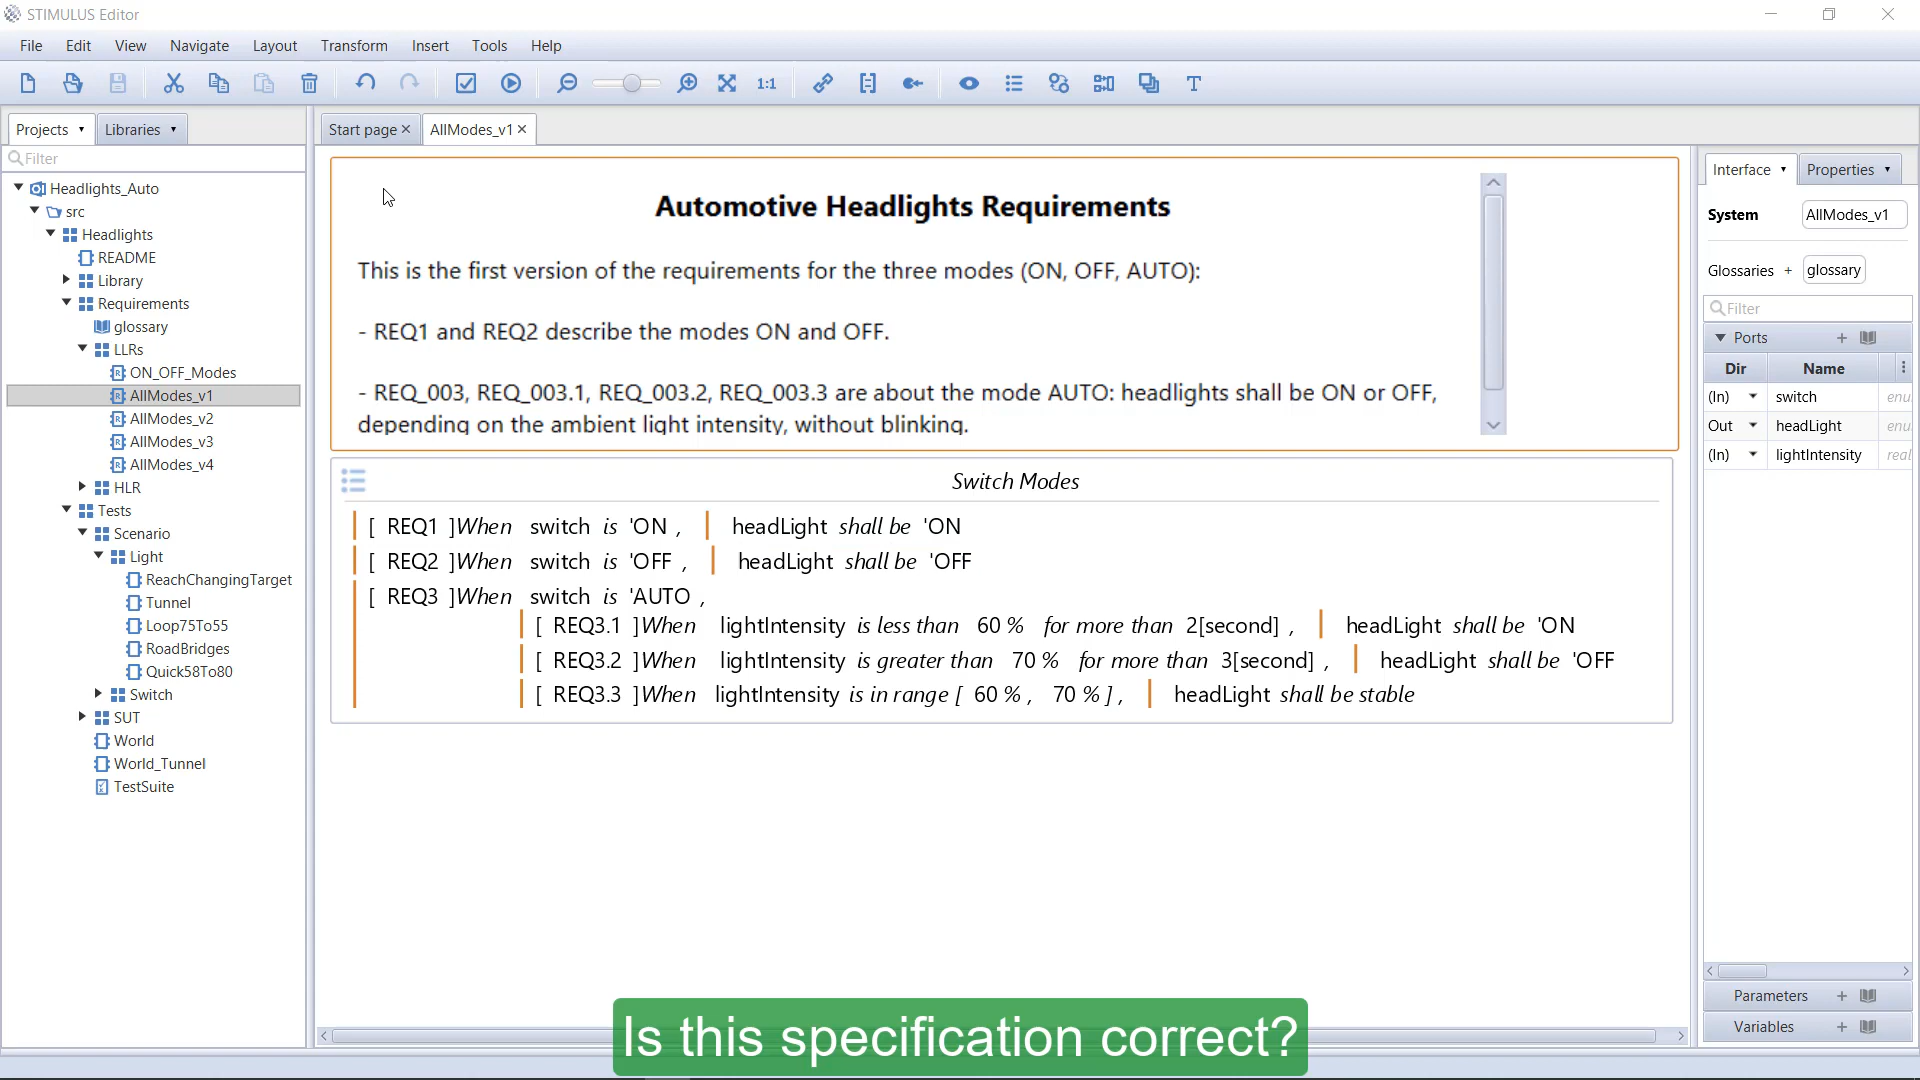 STIMULUS Editor
File Edit View Navigate Layout Transform Insert Tools Help
1:1
T
Projects
Libraries
Filter
Headlights_Auto
src
Headlights
README
Library
Requirements
glossary
LLRs
ON_OFF_Modes
AllModes_v1
AllModes_v2
AllModes_v3
AllModes_v4
HLR
Tests
Scenario
Light
ReachChangingTarget
Tunnel
Loop75To55
RoadBridges
Quick58To80
Switch
SUT
World
World_Tunnel
TestSuite
Start page
AllModes_v1
Automotive Headlights Requirements
This is the first version of the requirements for the three modes (ON, OFF, AUTO):
- REQ1 and REQ2 describe the modes ON and OFF.
- REQ_003, REQ_003.1, REQ_003.2, REQ_003.3 are about the mode AUTO: headlights shall be ON or OFF,
depending on the ambient light intensity, without blinking.
Switch Modes
[ REQ1 ]When switch is 'ON , headLight shall be 'ON
[ REQ2 ]When switch is 'OFF , headLight shall be 'OFF
[ REQ3 ]When switch is 'AUTO ,
[ REQ3.1 ]When lightIntensity is less than 60 % for more than 2[second] , headLight shall be 'ON
[ REQ3.2 ]When lightIntensity is greater than 70 % for more than 3[second] , headLight shall be 'OFF
[ REQ3.3 ]When lightIntensity is in range [ 60 % , 70 % ] , headLight shall be stable
Interface
Properties
System AllModes_v1
Glossaries + glossary
Filter
Ports +
Dir Name
(In) switch enu
Out headLight enu
(In) lightIntensity real
Parameters +
Variables +
Is this specification correct?